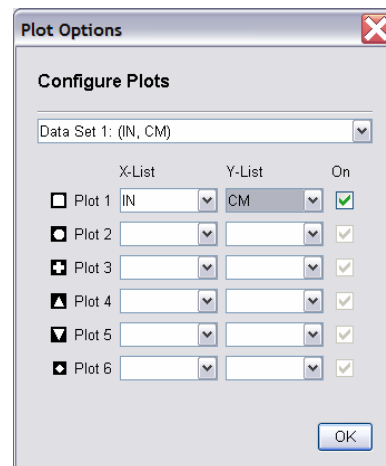 Plot Options
Configure Plots
Data Set 1: (IN, CM)
X-List Y-List On
Plot 1 IN CM
Plot 2
Plot 3
Plot 4
Plot 5
Plot 6
OK